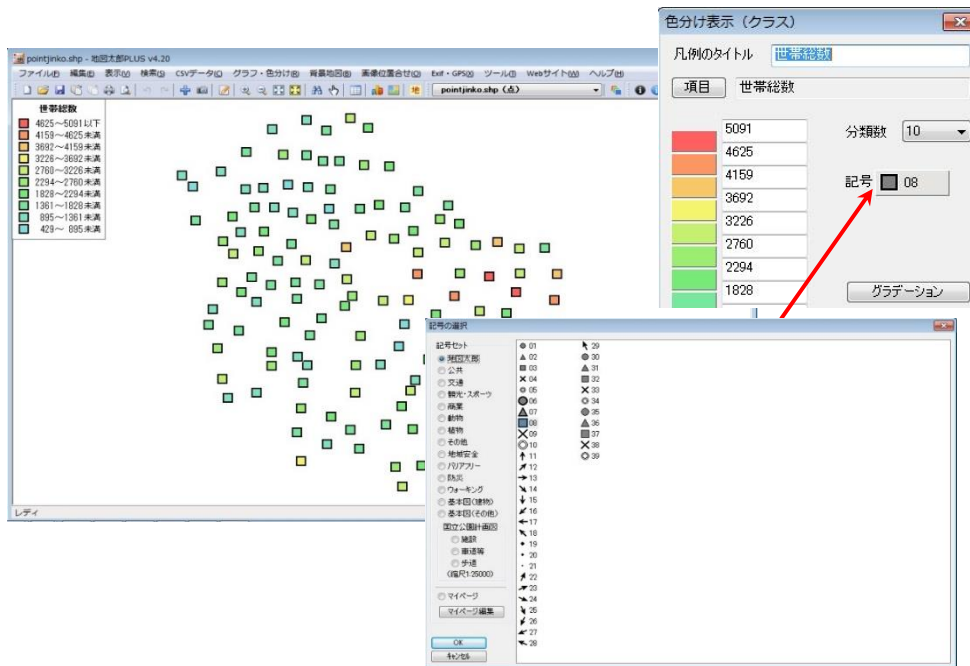 pointjinko.shp - 地図太郎PLUS v4.20
ファイル(F) 編集(E) 表示(V) 検索(S) CSVデータ(C) グラフ・色分け(G) 背景地図(B) 画像位置合せ(O) Exif・GPS(X) ツール(T) Webサイト(W) ヘルプ(H)
pointjinko.shp (点)
世帯総数
4625～5091以下
4159～4625未満
3692～4159未満
3226～3692未満
2760～3226未満
2294～2760未満
1828～2294未満
1361～1828未満
895～1361未満
429～ 895未満
レディ
色分け表示（クラス）
凡例のタイトル 世帯総数
項目 世帯総数
5091
4625
4159
3692
3226
2760
2294
1828
分類数 10
記号 08
グラデーション
記号の選択
記号セット
地図太郎
公共
交通
観光・スポーツ
商業
動物
植物
その他
地域安全
バリアフリー
防災
ウォーキング
基本図(建物)
基本図(その他)
国立公園計画図
施設
車道等
歩道
(縮尺1:25000)
マイページ
マイページ編集
OK
キャンセル
01
02
03
04
05
06
07
08
09
10
11
12
13
14
15
16
17
18
19
20
21
22
23
24
25
26
27
28
29
30
31
32
33
34
35
36
37
38
39